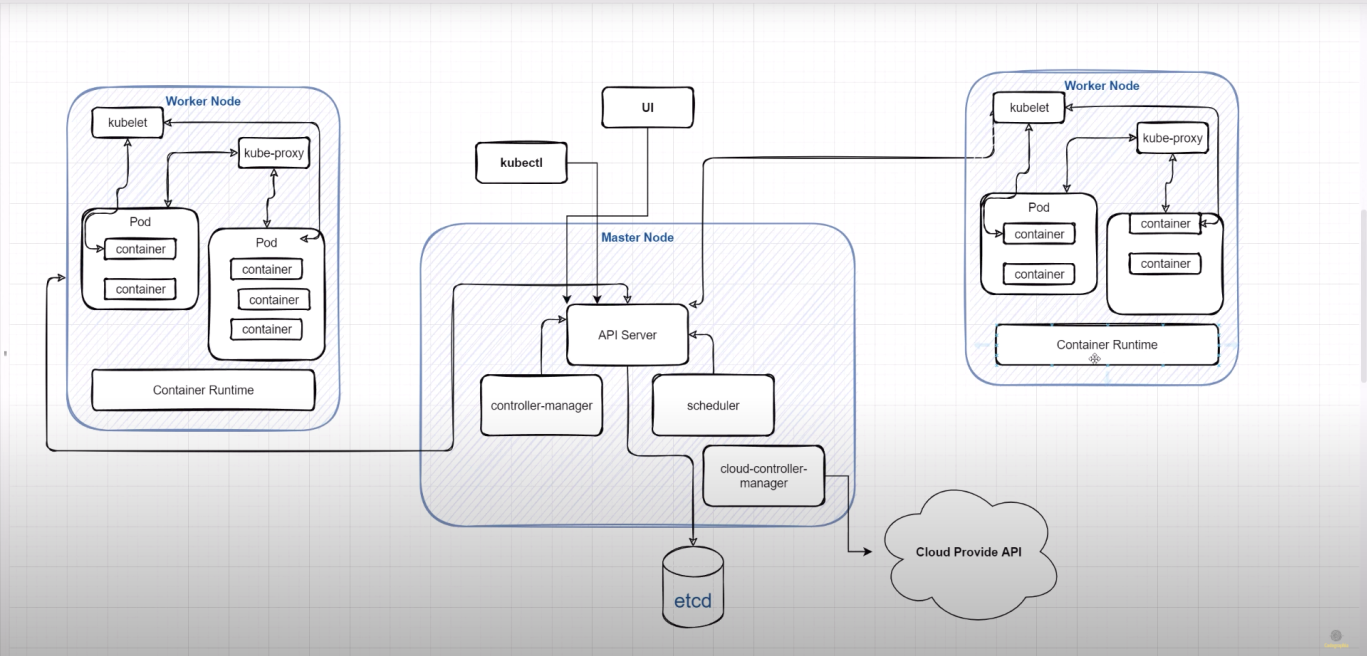 Worker Node
kubelet
kube-proxy
Pod
container
container
Pod
container
container
container
Container Runtime
UI
kubectl
Master Node
API Server
controller-manager
scheduler
cloud-controller-
manager
etcd
Cloud Provide API
Worker Node
kubelet
kube-proxy
Pod
container
container
container
container
Container Runtime